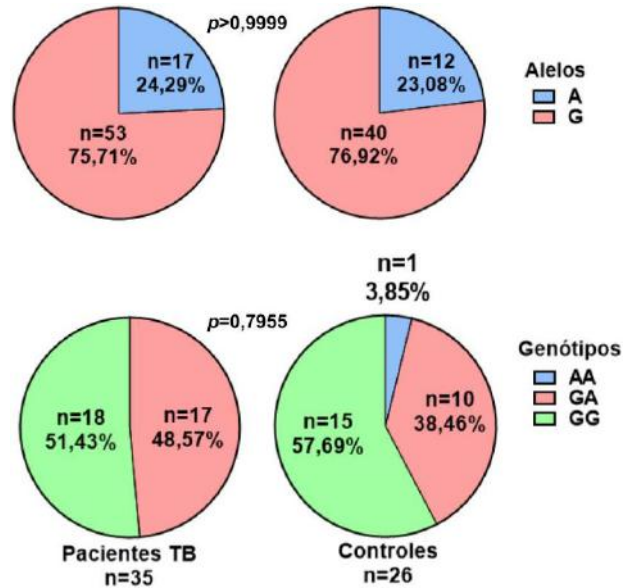 p>0,9999
n=17
24,29%
n=53
75,71%
n=12
23,08%
n=40
76,92%
Alelos
A
G
n=1
3,85%
p=0,7955
n=18
51,43%
n=17
48,57%
n=15
57,69%
n=10
38,46%
Genótipos
AA
GA
GG
Pacientes TB
n=35
Controles
n=26